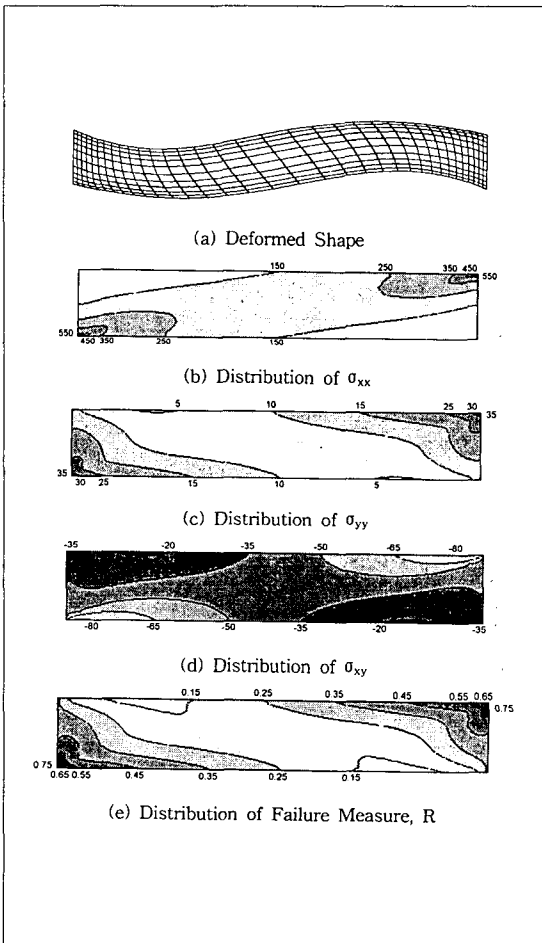 (a) Deformed Shape
150 250 350 450
550
550
450 350 250 150
(b) Distribution of σxx
5 10 15 25 30
35
35
30 25 15 10 5
(c) Distribution of σyy
-35 -20 -35 -50 -65 -80
-80 -65 -50 -35 -20 -35
(d) Distribution of σxy
0.15 0.25 0.35 0.45 0.55 0.65
0.75
0.75
0.65 0.55 0.45 0.35 0.25 0.15
(e) Distribution of Failure Measure, R